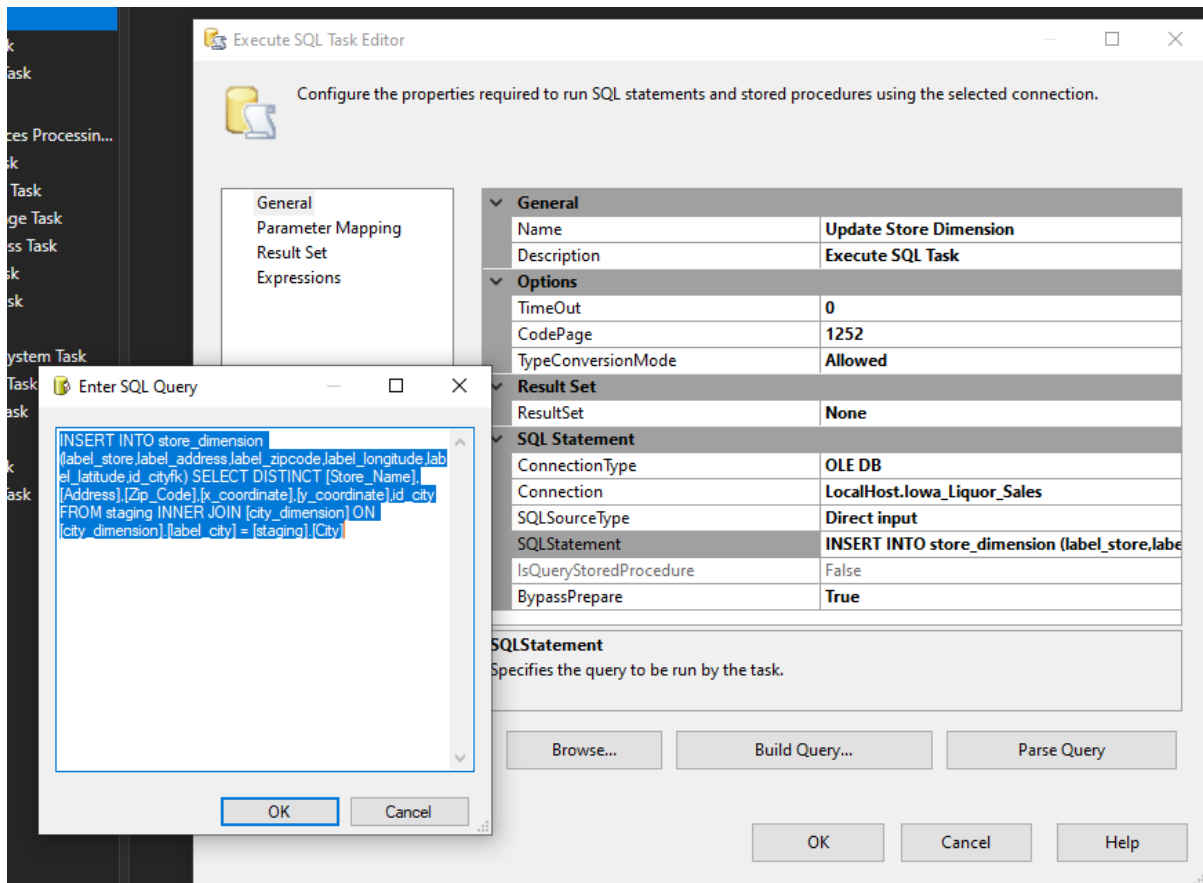 k
ask
ces Processin...
sk
Task
ge Task
ss Task
sk
sk
ystem Task
Task
ask
k
ask
Execute SQL Task Editor
Configure the properties required to run SQL statements and stored procedures using the selected connection.
General
Parameter Mapping
Result Set
Expressions
General
Name Update Store Dimension
Description Execute SQL Task
Options
TimeOut 0
CodePage 1252
TypeConversionMode Allowed
Result Set
ResultSet None
SQL Statement
ConnectionType OLE DB
Connection LocalHost.Iowa_Liquor_Sales
SQLSourceType Direct input
SQLStatement INSERT INTO store_dimension (label_store,labe
IsQueryStoredProcedure False
BypassPrepare True
SQLStatement
Specifies the query to be run by the task.
Browse... Build Query... Parse Query
OK Cancel Help
Enter SQL Query
INSERT INTO store_dimension
(label_store,label_address,label_zipcode,label_longitude,lab
el_latitude,id_cityfk) SELECT DISTINCT [Store_Name],
[Address],[Zip_Code],[x_coordinate],[y_coordinate],id_city
FROM staging INNER JOIN [city_dimension] ON
[city_dimension].[label_city] = [staging].[City]
OK Cancel